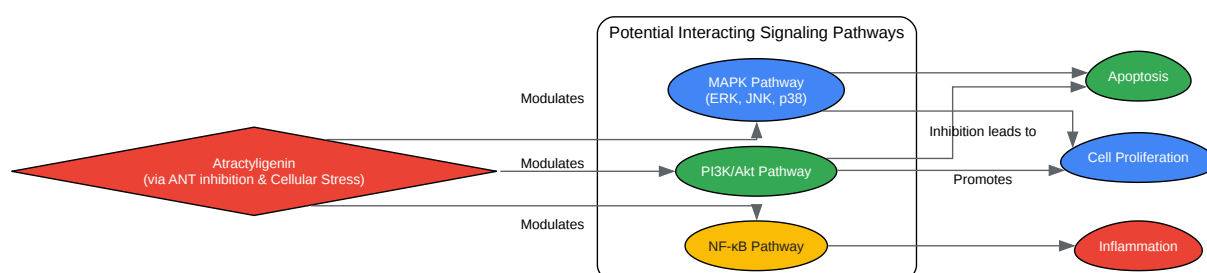 Potential Interacting Signaling Pathways
MAPK Pathway
(ERK, JNK, p38)
Apoptosis
Modulates
Inhibition leads to
Atractyligenin
(via ANT inhibition & Cellular Stress)
Modulates
PI3K/Akt Pathway
Cell Proliferation
Promotes
Modulates
NF-κB Pathway
Inflammation